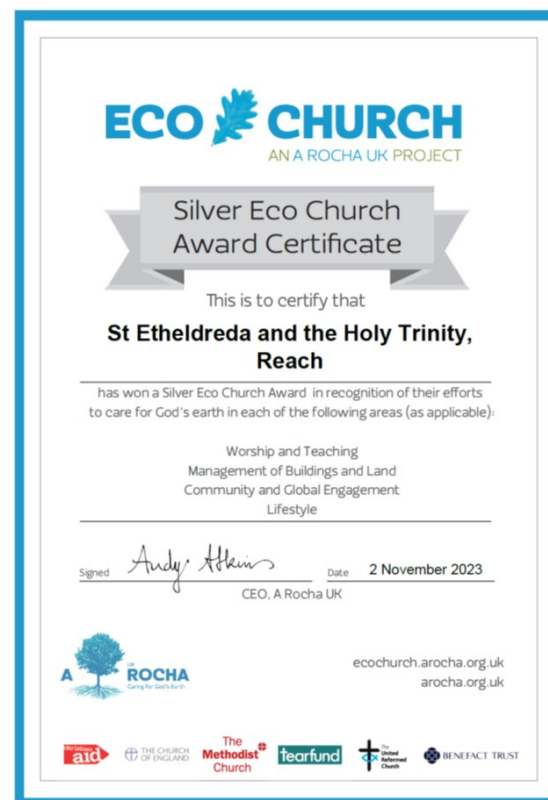 ECO CHURCH
AN A ROCHA UK PROJECT
Silver Eco Church
Award Certificate
This is to certify that
St Etheldreda and the Holy Trinity,
Reach
has won a Silver Eco Church Award in recognition of their efforts
to care for God's earth in each of the following areas (as applicable):
Worship and Teaching
Management of Buildings and Land
Community and Global Engagement
Lifestyle
Signed Andy Atkins Date 2 November 2023
CEO, A Rocha UK
A ROCHA UK
Caring for God's Earth
ecochurch.arocha.org.uk
arocha.org.uk
christian aid
THE CHURCH OF ENGLAND
The Methodist Church
tearfund
The United Reformed Church
BENEFACT TRUST